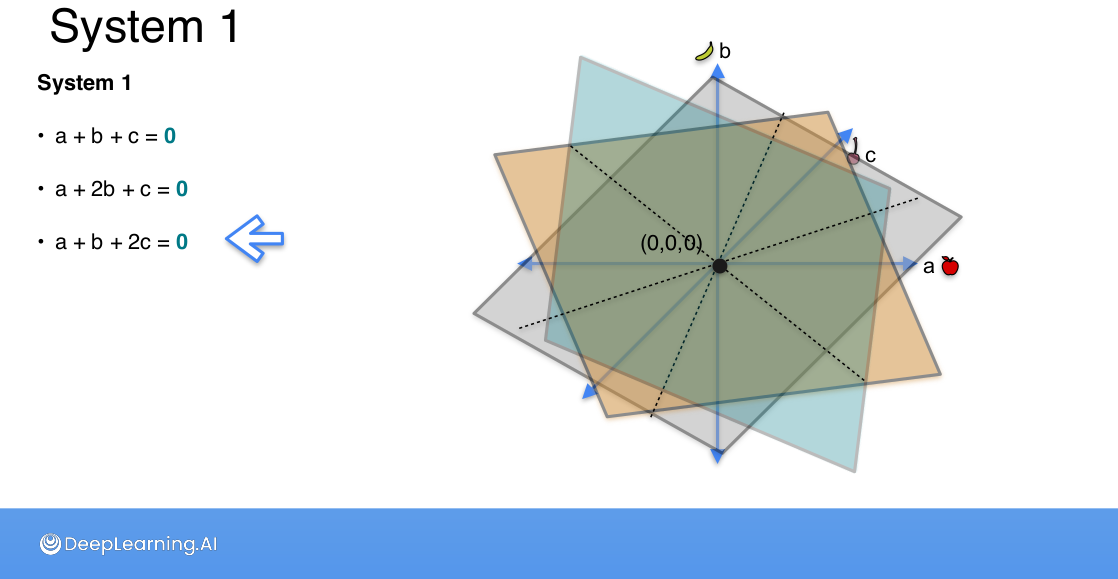 System 1
System 1
• a + b + c = 0
• a + 2b + c = 0
• a + b + 2c = 0
b
c
(0,0,0)
a
DeepLearning.AI